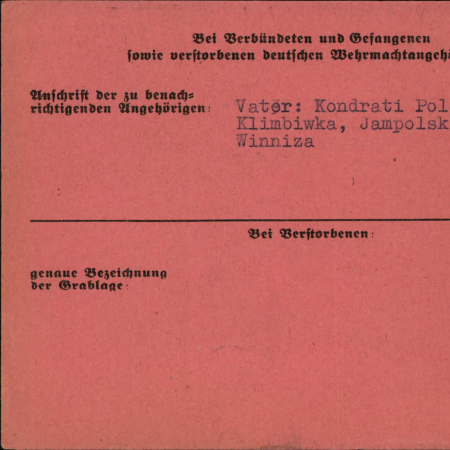 Bei Verbündeten und Gefangenen
sowie verstorbenen deutschen Wehrmachtangehö
Anschrift der zu benach-
richtigenden Angehörigen:
Vater: Kondrati Pol
Klimbiwka, Jampolsk
Winniza
Bei Verstorbenen:
genaue Bezeichnung
der Grablage: